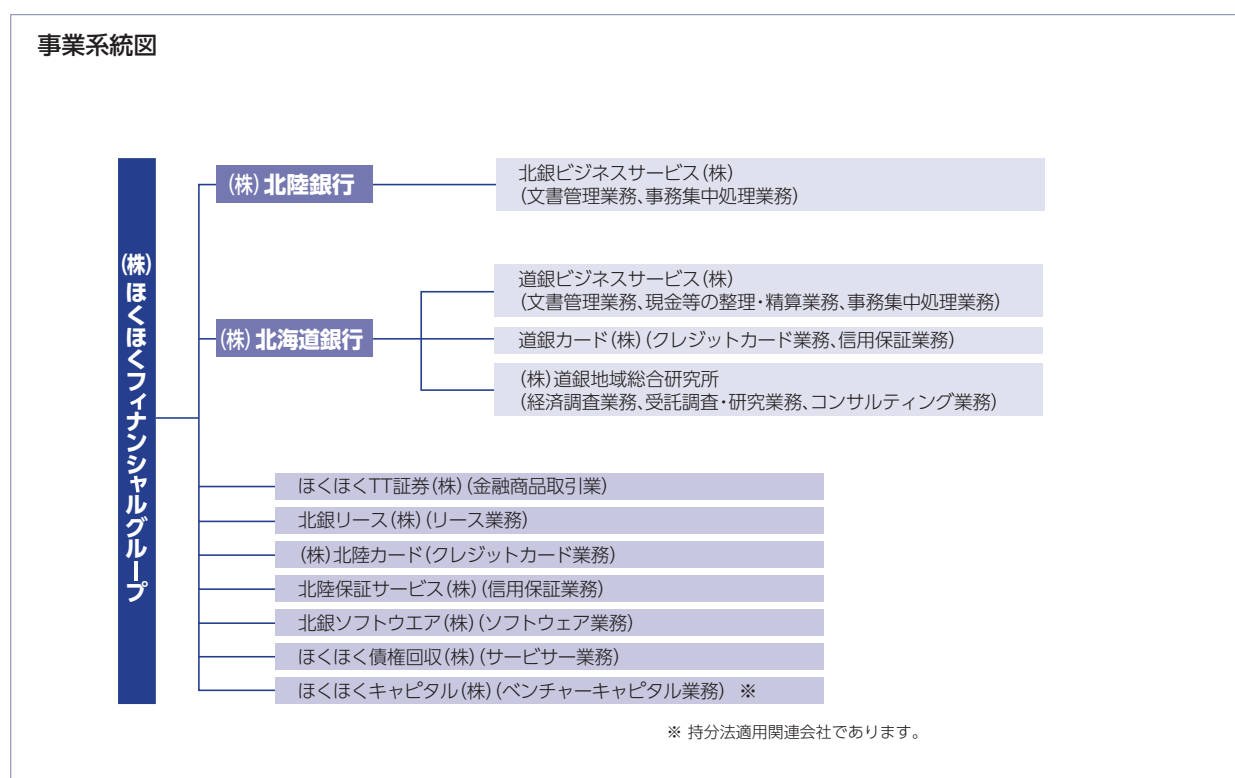 事業系統図
(株)ほくほくフィナンシャルグループ
(株)北陸銀行
北銀ビジネスサービス(株)
(文書管理業務、事務集中処理業務)
(株)北海道銀行
道銀ビジネスサービス(株)
(文書管理業務、現金等の整理・精算業務、事務集中処理業務)
道銀カード(株)(クレジットカード業務、信用保証業務)
(株)道銀地域総合研究所
(経済調査業務、受託調査・研究業務、コンサルティング業務)
ほくほくTT証券(株)(金融商品取引業)
北銀リース(株)(リース業務)
(株)北陸カード(クレジットカード業務)
北陸保証サービス(株)(信用保証業務)
北銀ソフトウエア(株)(ソフトウェア業務)
ほくほく債権回収(株)(サービサー業務)
ほくほくキャピタル(株)(ベンチャーキャピタル業務) ※
※ 持分法適用関連会社であります。